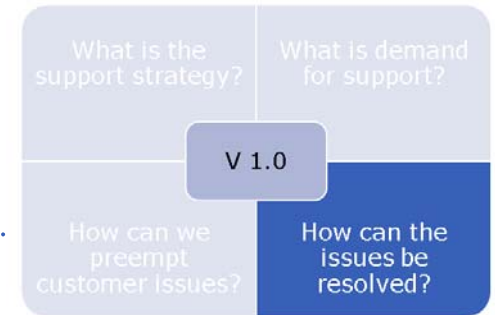 What is the
support strategy?
What is demand
for support?
V 1.0
How can we
preempt
customer issues?
How can the
issues be
resolved?